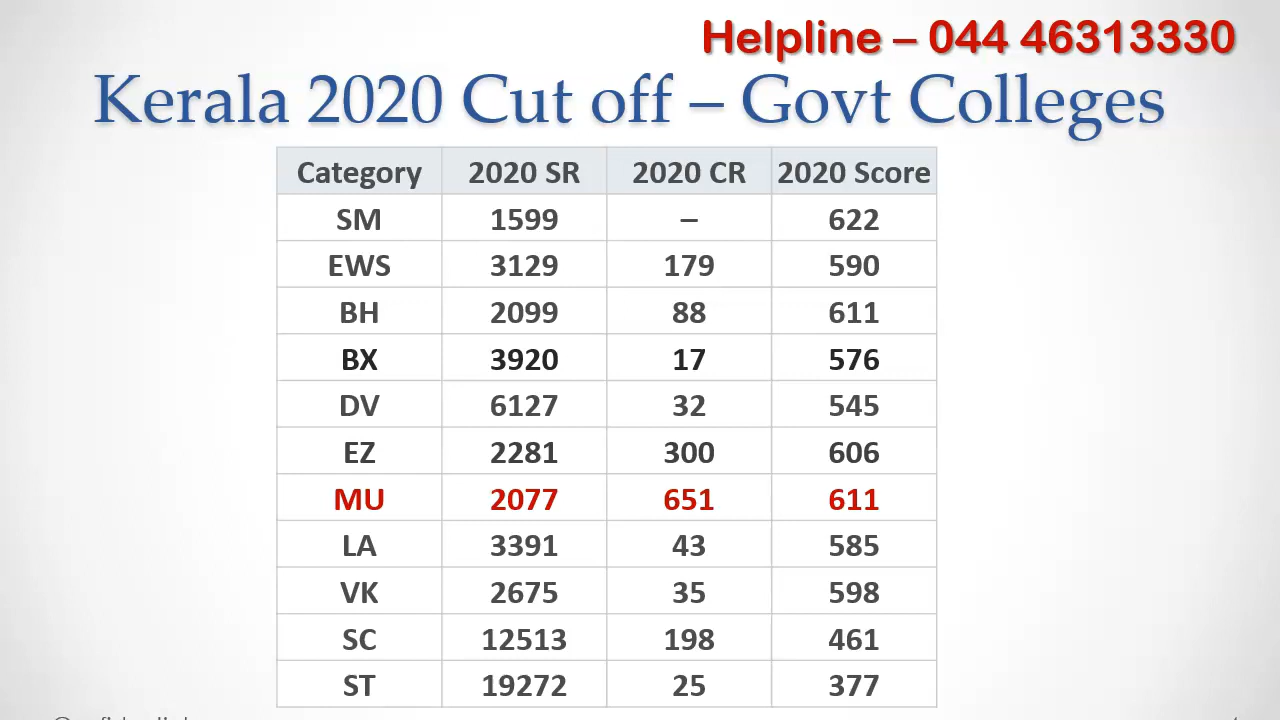 Helpline – 044 46313330
Kerala 2020 Cut off – Govt Colleges
Category 2020 SR 2020 CR 2020 Score
SM 1599 – 622
EWS 3129 179 590
BH 2099 88 611
BX 3920 17 576
DV 6127 32 545
EZ 2281 300 606
MU 2077 651 611
LA 3391 43 585
VK 2675 35 598
SC 12513 198 461
ST 19272 25 377